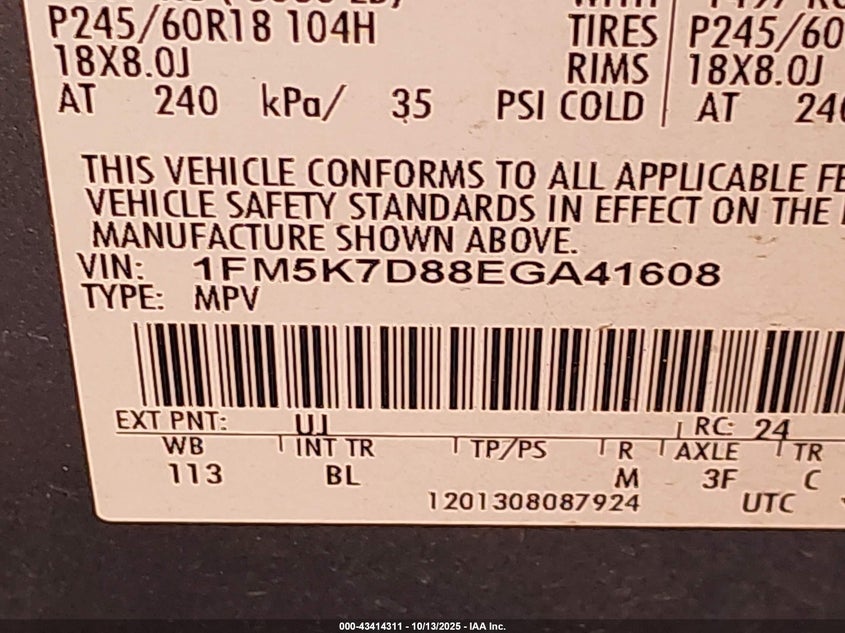 P245/60R18 104H TIRES P245/60
18X8.0J RIMS 18X8.0J
AT 240 kPa/ 35 PSI COLD AT 240
THIS VEHICLE CONFORMS TO ALL APPLICABLE FE
VEHICLE SAFETY STANDARDS IN EFFECT ON THE
MANUFACTURE SHOWN ABOVE.
VIN: 1FM5K7D88EGA41608
TYPE: MPV
EXT PNT: UJ RC: 24
WB INT TR TP/PS R AXLE TR
113 BL M 3F C
1201308087924 UTC
000-43414311 - 10/13/2025 - IAA Inc.